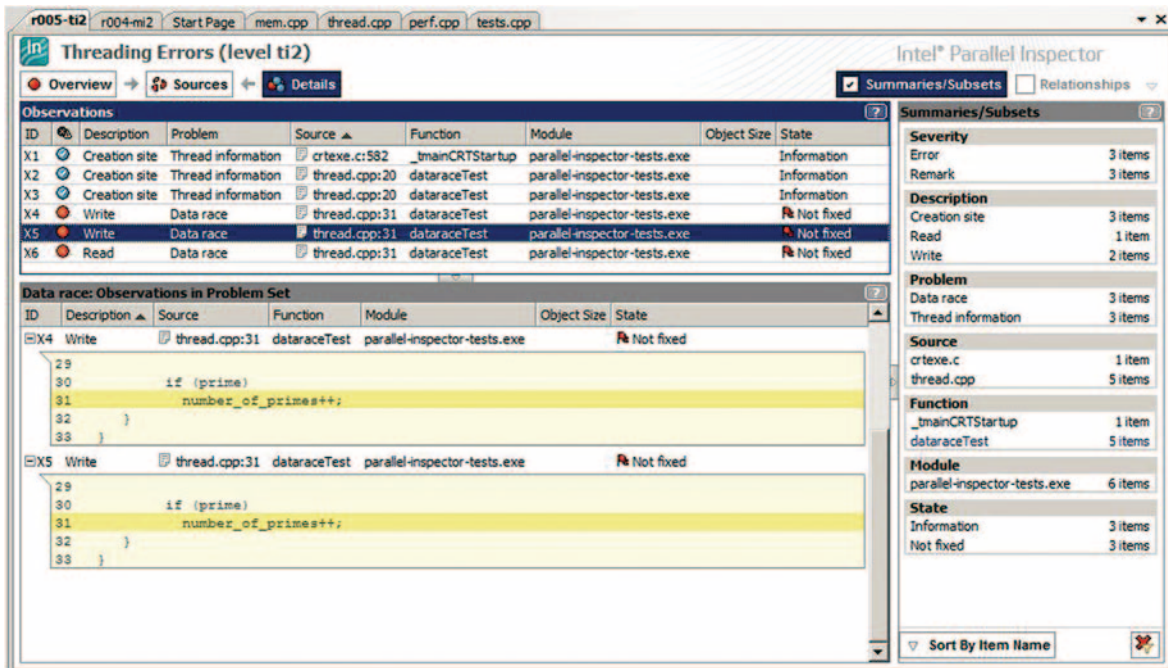 r005-ti2 r004-mi2 Start Page mem.cpp thread.cpp perf.cpp tests.cpp
In Threading Errors (level ti2) Intel® Parallel Inspector
Overview Sources Details Summaries/Subsets Relationships
Observations ?
ID Description Problem Source Function Module Object Size State
X1 Creation site Thread information crtexe.c:582 _tmainCRTStartup parallel-inspector-tests.exe Information
X2 Creation site Thread information thread.cpp:20 dataraceTest parallel-inspector-tests.exe Information
X3 Creation site Thread information thread.cpp:20 dataraceTest parallel-inspector-tests.exe Information
X4 Write Data race thread.cpp:31 dataraceTest parallel-inspector-tests.exe Not fixed
X5 Write Data race thread.cpp:31 dataraceTest parallel-inspector-tests.exe Not fixed
X6 Read Data race thread.cpp:31 dataraceTest parallel-inspector-tests.exe Not fixed
Data race: Observations in Problem Set ?
ID Description Source Function Module Object Size State
X4 Write thread.cpp:31 dataraceTest parallel-inspector-tests.exe Not fixed
29
30 if (prime)
31 number_of_primes++;
32 }
33 }
X5 Write thread.cpp:31 dataraceTest parallel-inspector-tests.exe Not fixed
29
30 if (prime)
31 number_of_primes++;
32 }
33 }
Summaries/Subsets ?
Severity
Error 3 items
Remark 3 items
Description
Creation site 3 items
Read 1 item
Write 2 items
Problem
Data race 3 items
Thread information 3 items
Source
crtexe.c 1 item
thread.cpp 5 items
Function
_tmainCRTStartup 1 item
dataraceTest 5 items
Module
parallel-inspector-tests.exe 6 items
State
Information 3 items
Not fixed 3 items
Sort By Item Name